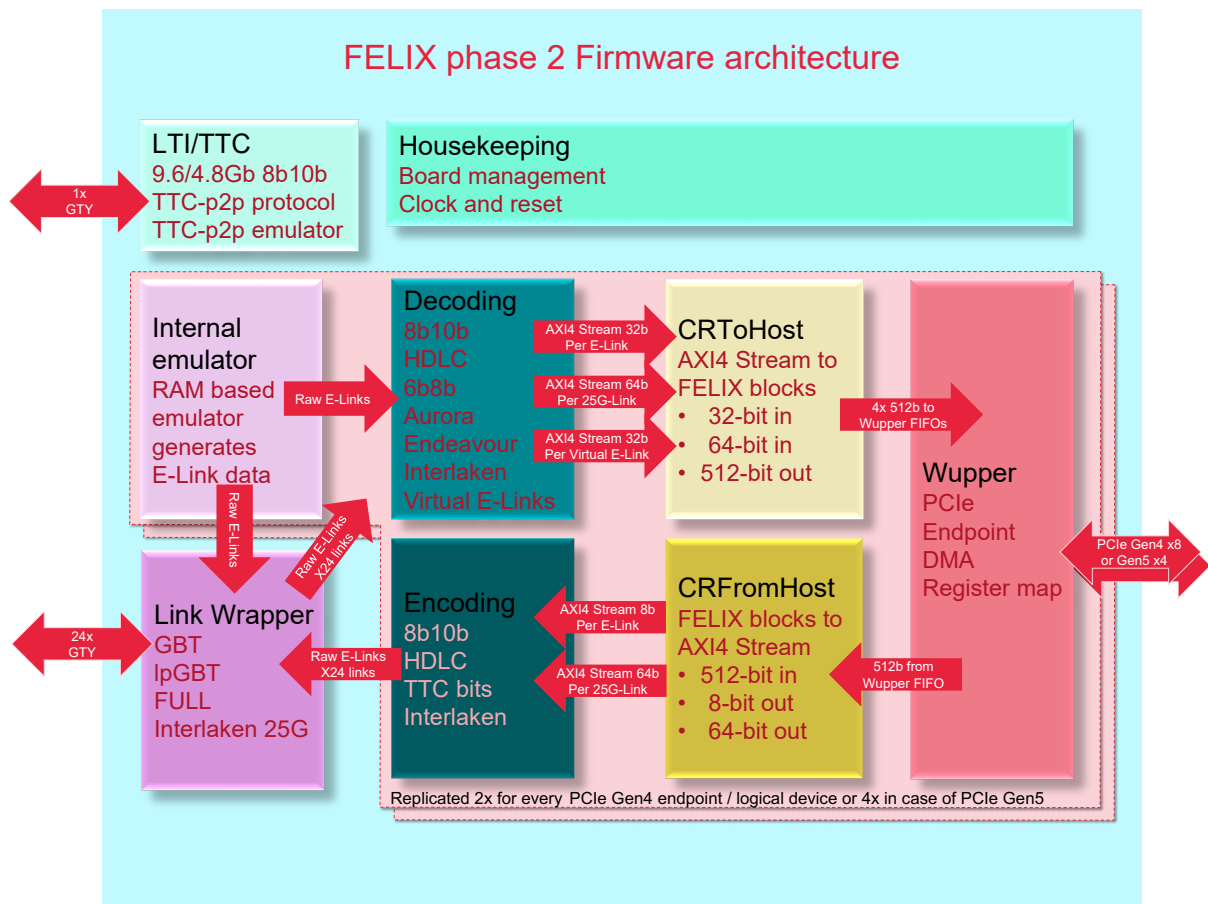 FELIX phase 2 Firmware architecture
LTI/TTC
9.6/4.8Gb 8b10b
TTC-p2p protocol
TTC-p2p emulator
1x
GTY
Housekeeping
Board management
Clock and reset
Internal
emulator
RAM based
emulator
generates
E-Link data
Raw E-Links
Decoding
8b10b
HDLC
6b8b
Aurora
Endeavour
Interlaken
Virtual E-Links
AXI4 Stream 32b
Per E-Link
AXI4 Stream 64b
Per 25G-Link
AXI4 Stream 32b
Per Virtual E-Link
CRToHost
AXI4 Stream to
FELIX blocks
• 32-bit in
• 64-bit in
• 512-bit out
4x 512b to
Wupper FIFOs
Wupper
PCIe
Endpoint
DMA
Register map
PCIe Gen4 x8
or Gen5 x4
Raw E-Links
Raw E-Links
X24 links
Link Wrapper
GBT
lpGBT
FULL
Interlaken 25G
24x
GTY
Raw E-Links
X24 links
Encoding
8b10b
HDLC
TTC bits
Interlaken
AXI4 Stream 8b
Per E-Link
AXI4 Stream 64b
Per 25G-Link
CRFromHost
FELIX blocks to
AXI4 Stream
• 512-bit in
• 8-bit out
• 64-bit out
512b from
Wupper FIFO
Replicated 2x for every PCIe Gen4 endpoint / logical device or 4x in case of PCIe Gen5